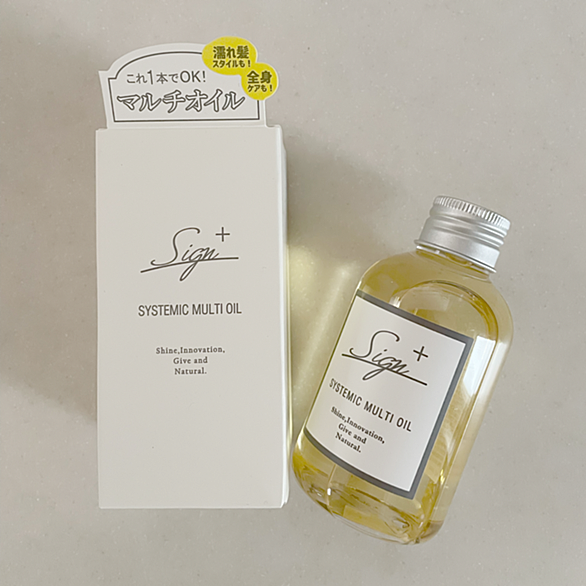 濡れ髪
スタイルも!
全身
ケアも!
これ1本でOK!
マルチオイル
Sign+
SYSTEMIC MULTI OIL
Shine,Innovation,
Give and
Natural.
Sign+
SYSTEMIC MULTI OIL
Shine,Innovation,
Give and
Natural.